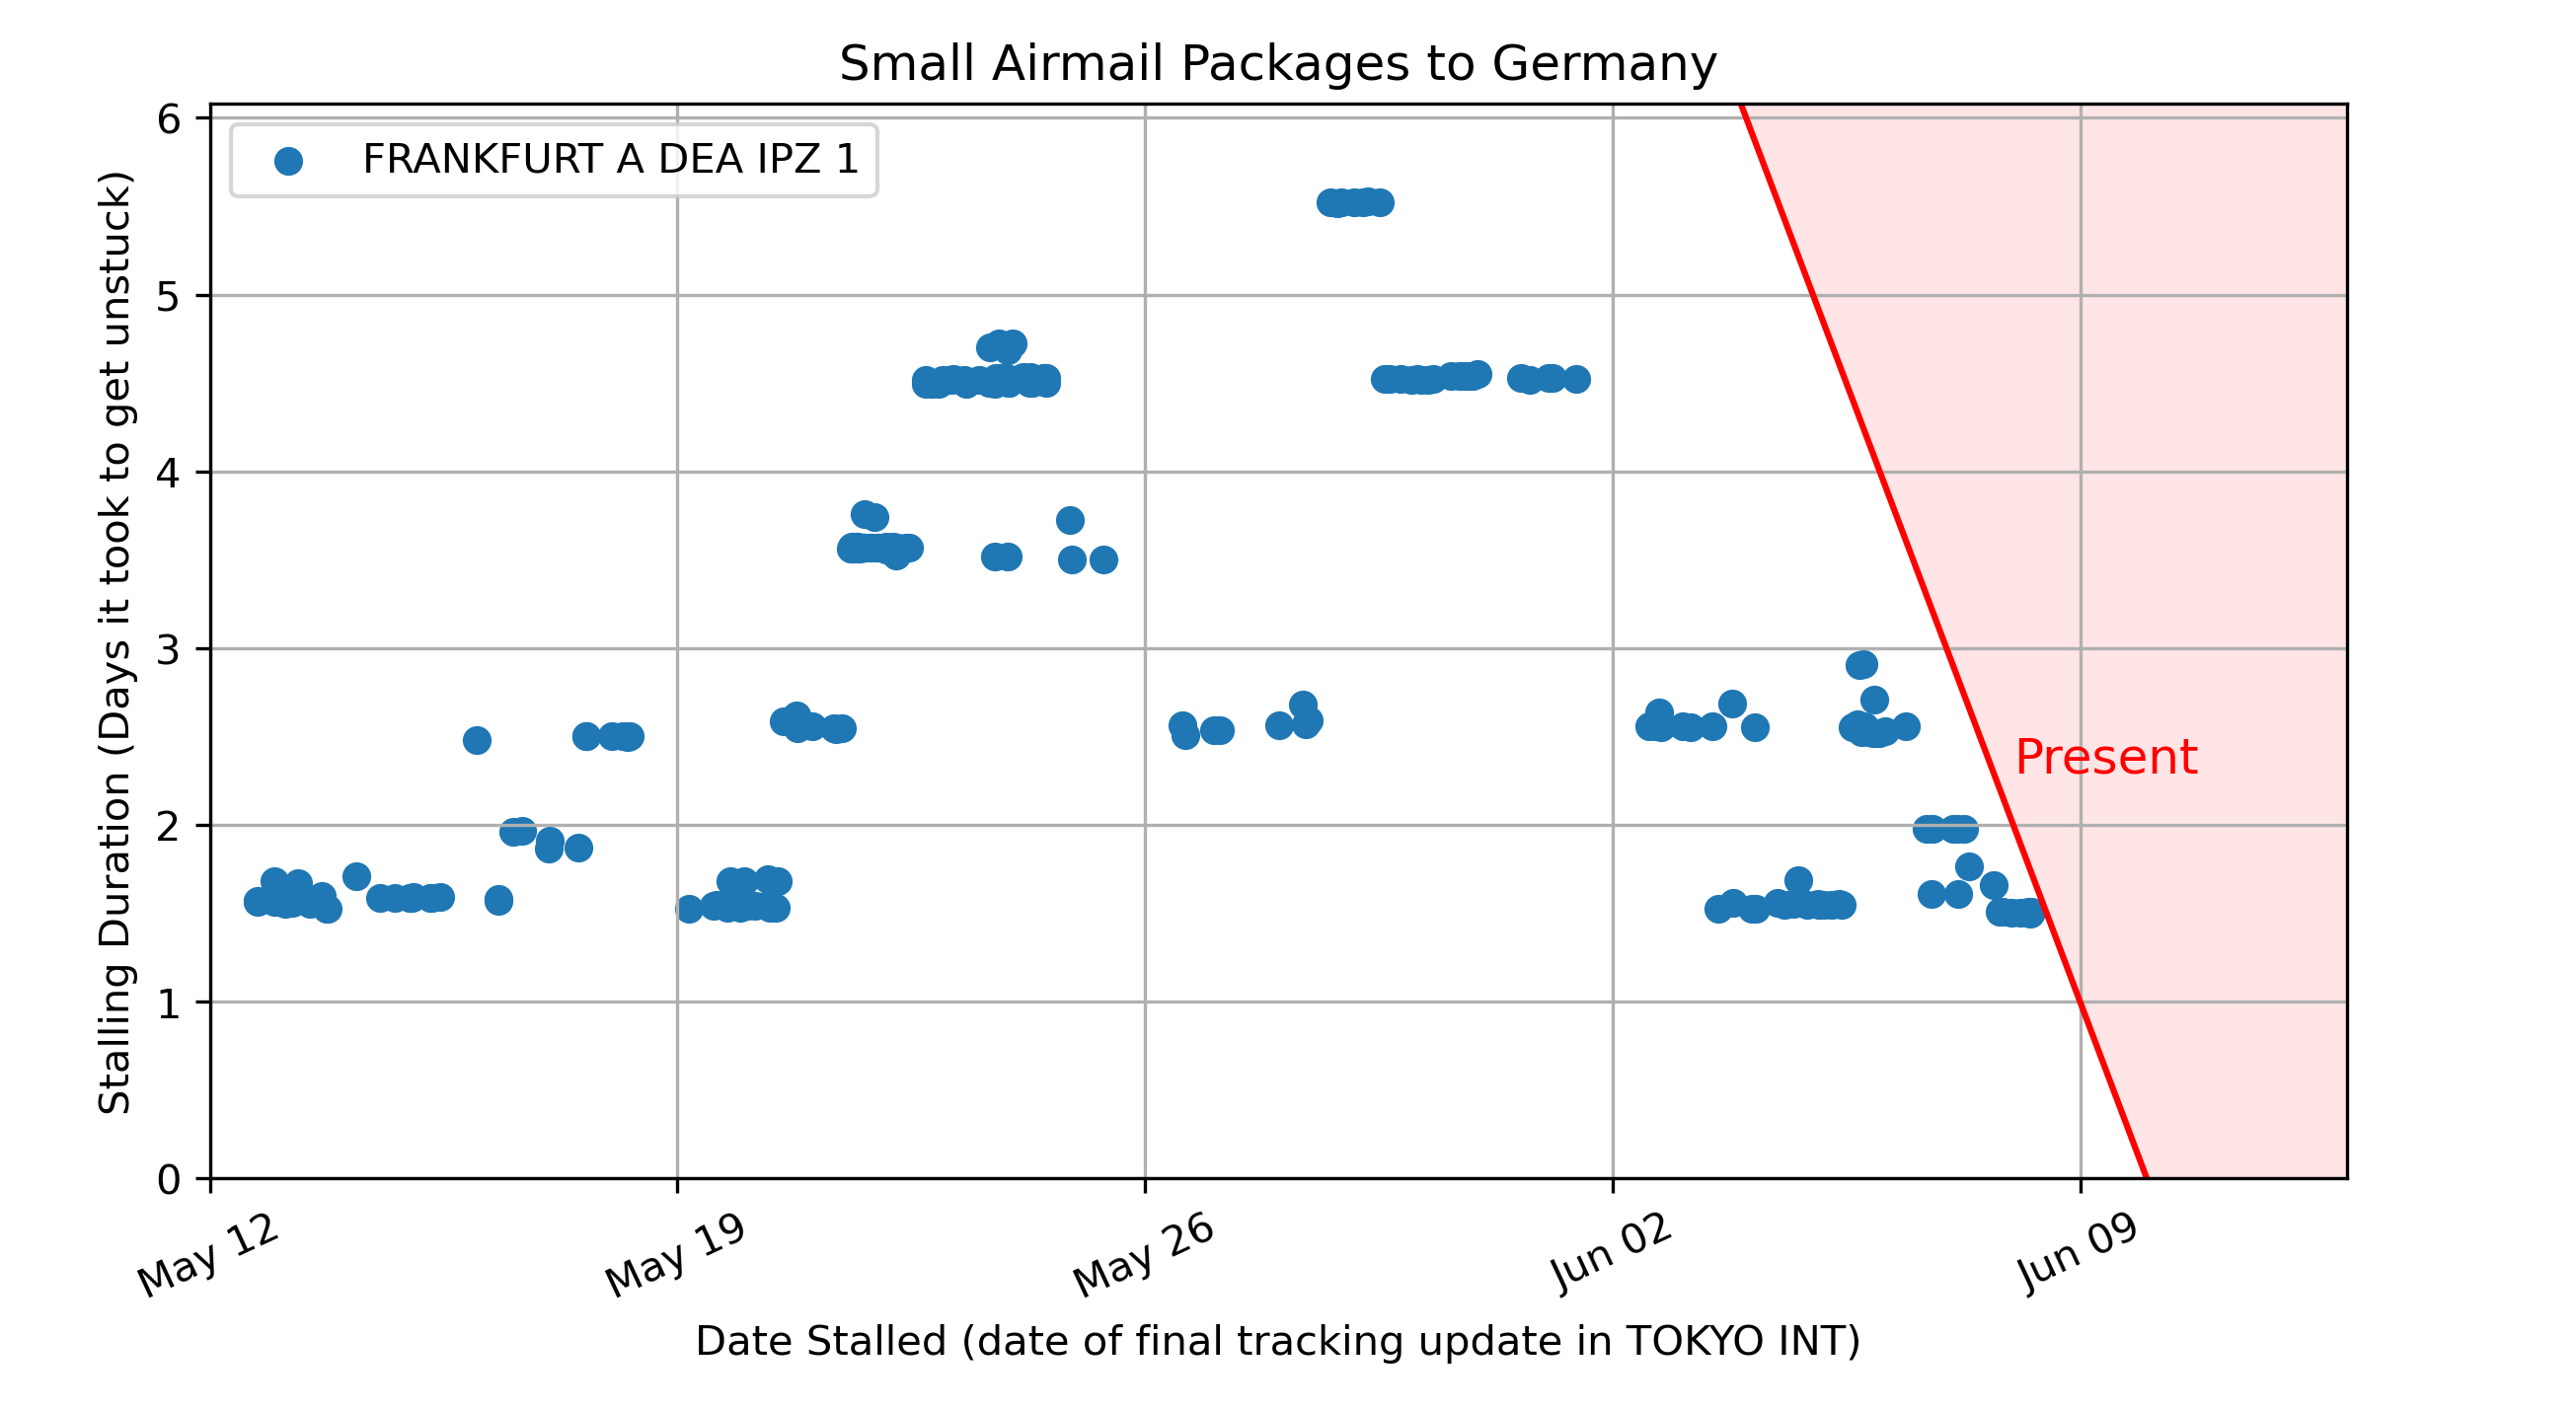 Small Airmail Packages to Germany
FRANKFURT A DEA IPZ 1
Stalling Duration (Days it took to get unstuck)
6
5
4
3
2
1
0
Present
May 12
May 19
May 26
Jun 02
Jun 09
Date Stalled (date of final tracking update in TOKYO INT)